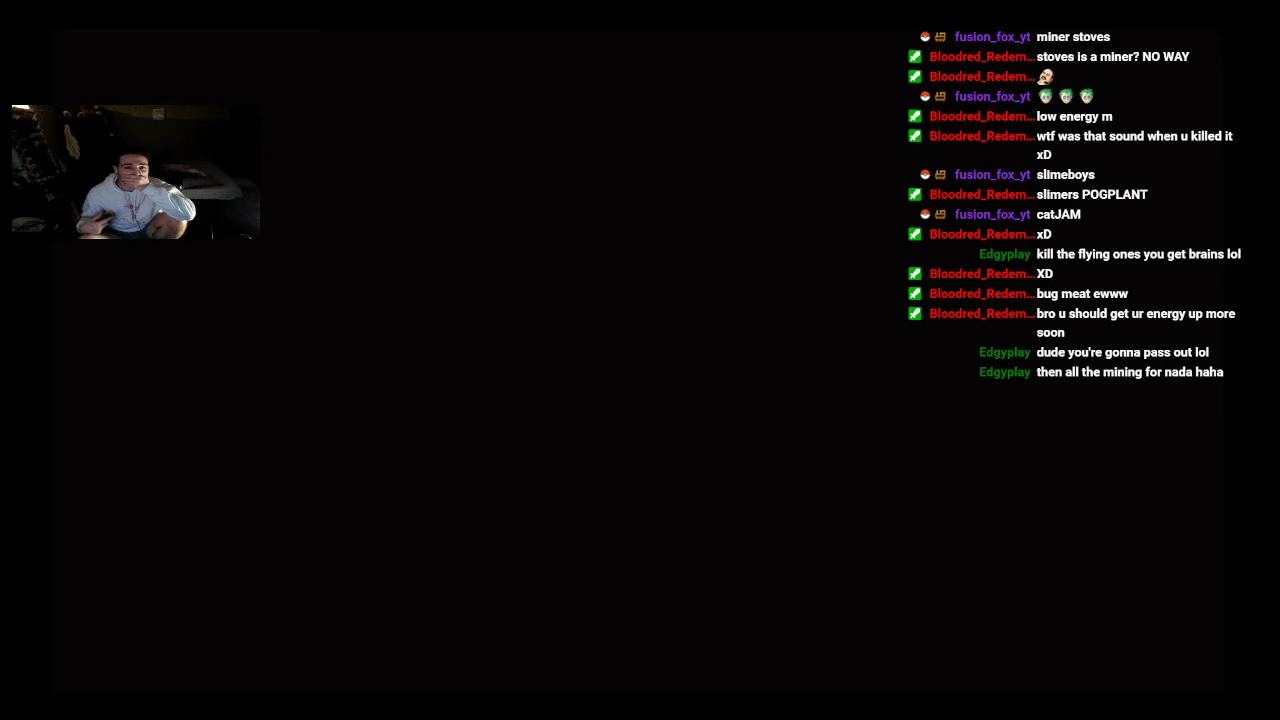 fusion_fox_yt miner stoves
Bloodred_Redem... stoves is a miner? NO WAY
Bloodred_Redem...
fusion_fox_yt
Bloodred_Redem... low energy m
Bloodred_Redem... wtf was that sound when u killed it
xD
fusion_fox_yt slimeboys
Bloodred_Redem... slimers POGPLANT
fusion_fox_yt catJAM
Bloodred_Redem... xD
Edgyplay kill the flying ones you get brains lol
Bloodred_Redem... XD
Bloodred_Redem... bug meat ewww
Bloodred_Redem... bro u should get ur energy up more
soon
Edgyplay dude you're gonna pass out lol
Edgyplay then all the mining for nada haha